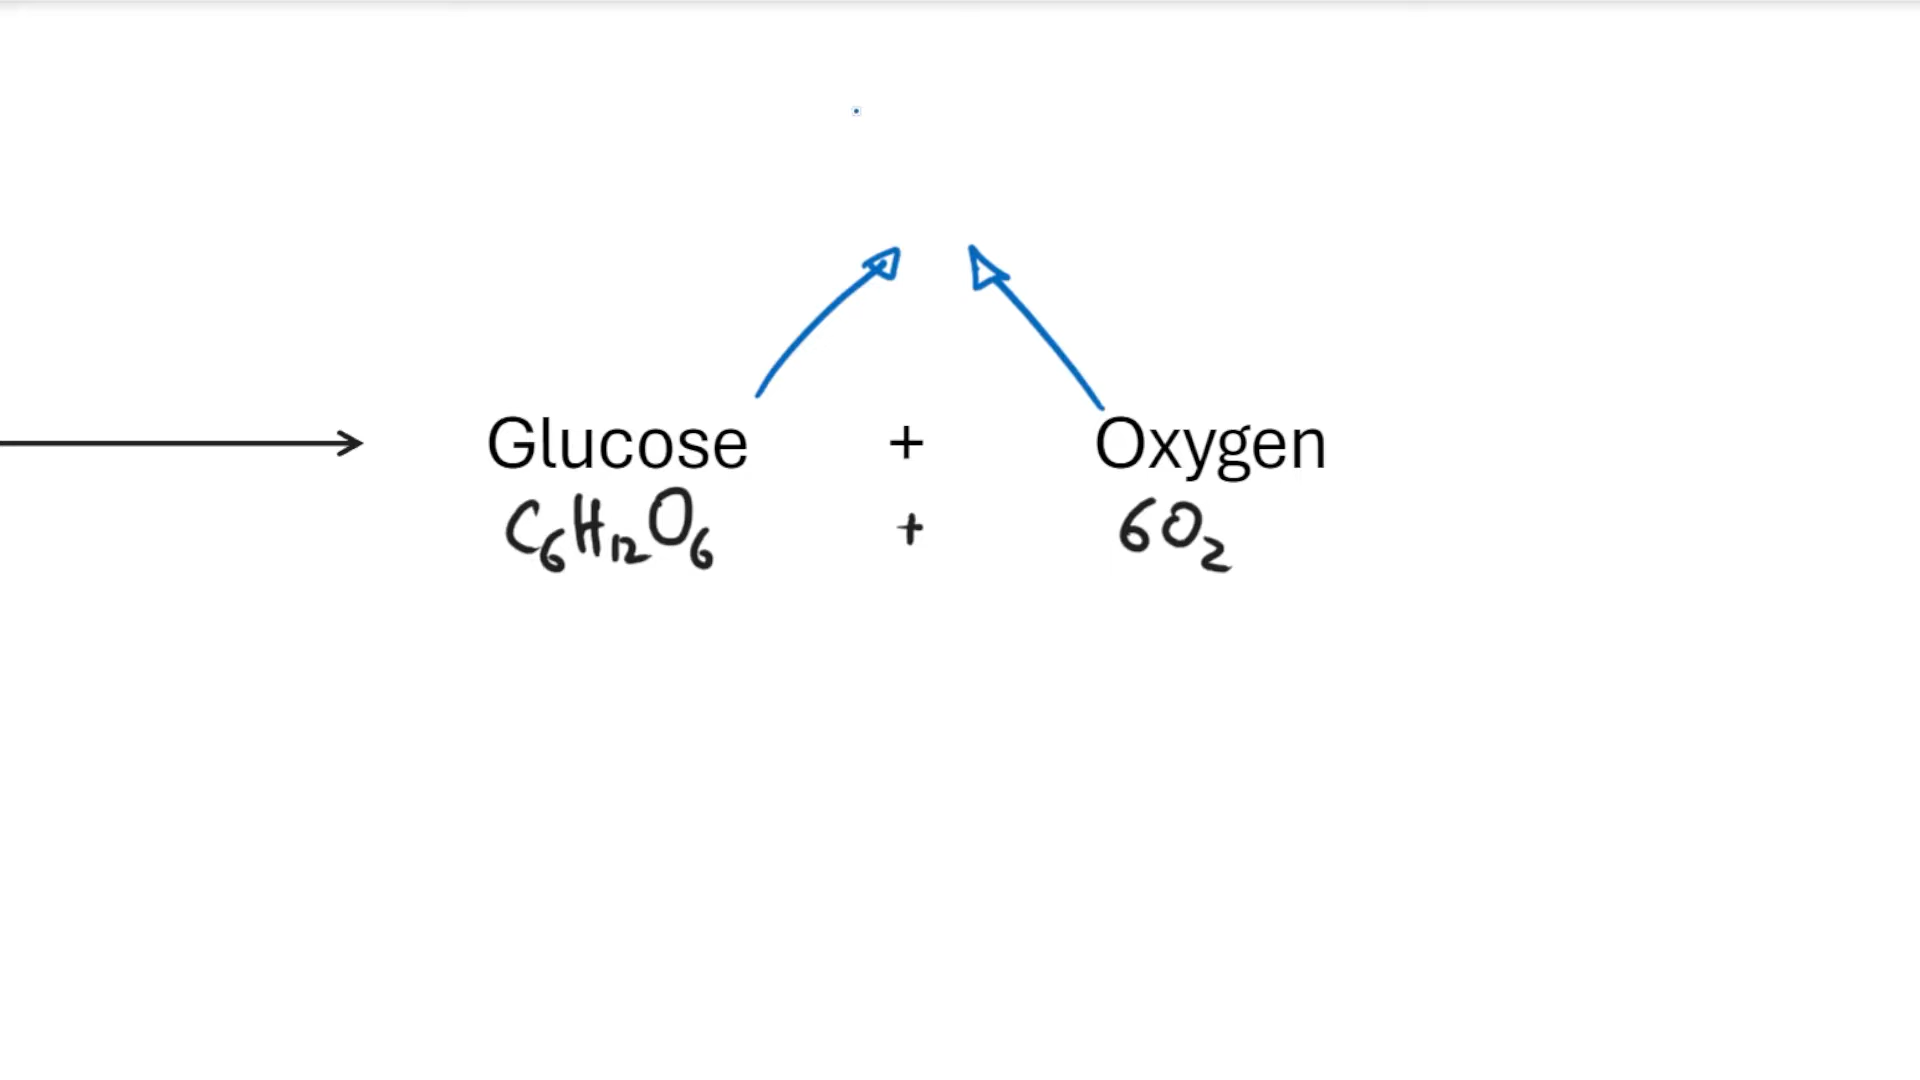 Glucose + Oxygen
C₆H₁₂O₆ + 6O₂